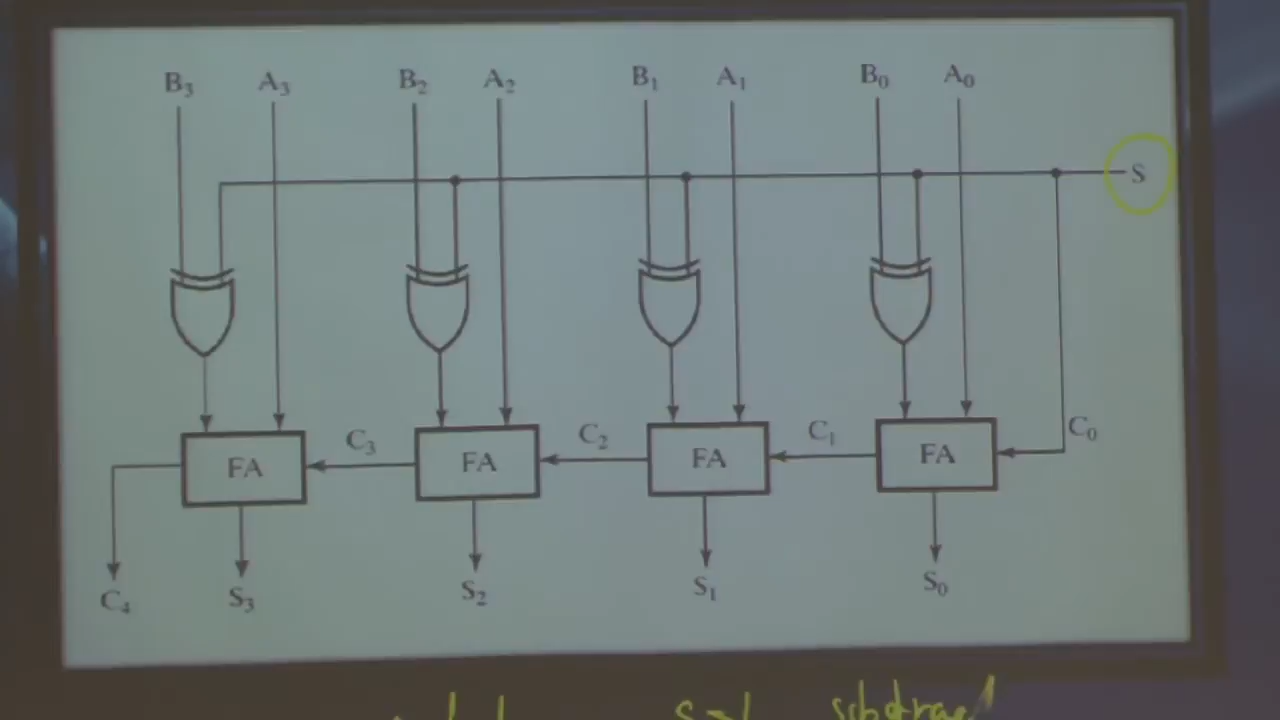 B₃ A₃ B₂ A₂ B₁ A₁ B₀ A₀
S
C₃ C₂ C₁ C₀
FA FA FA FA
C₄ S₃ S₂ S₁ S₀
S=1 subtract